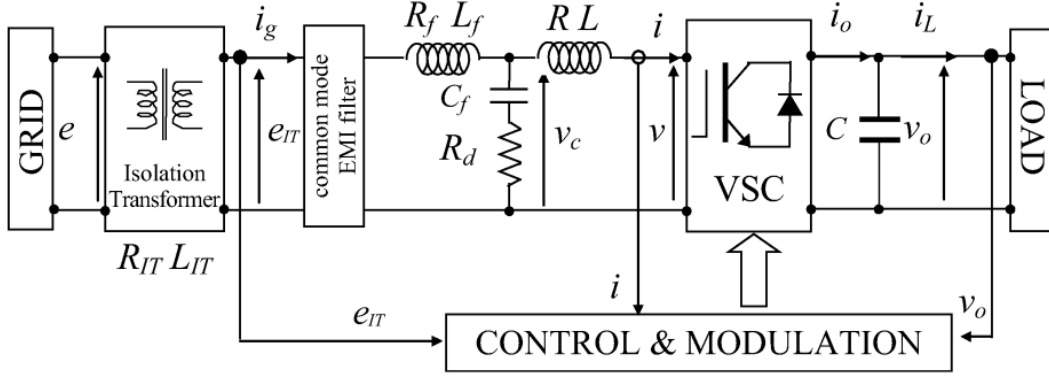 GRID
e
Isolation
Transformer
R_IT L_IT
i_g
e_IT
common mode
EMI filter
R_f L_f
C_f
R_d
R L
v_c
i
v
VSC
i_o
C
i_L
v_o
LOAD
e_IT
i
v_o
CONTROL & MODULATION